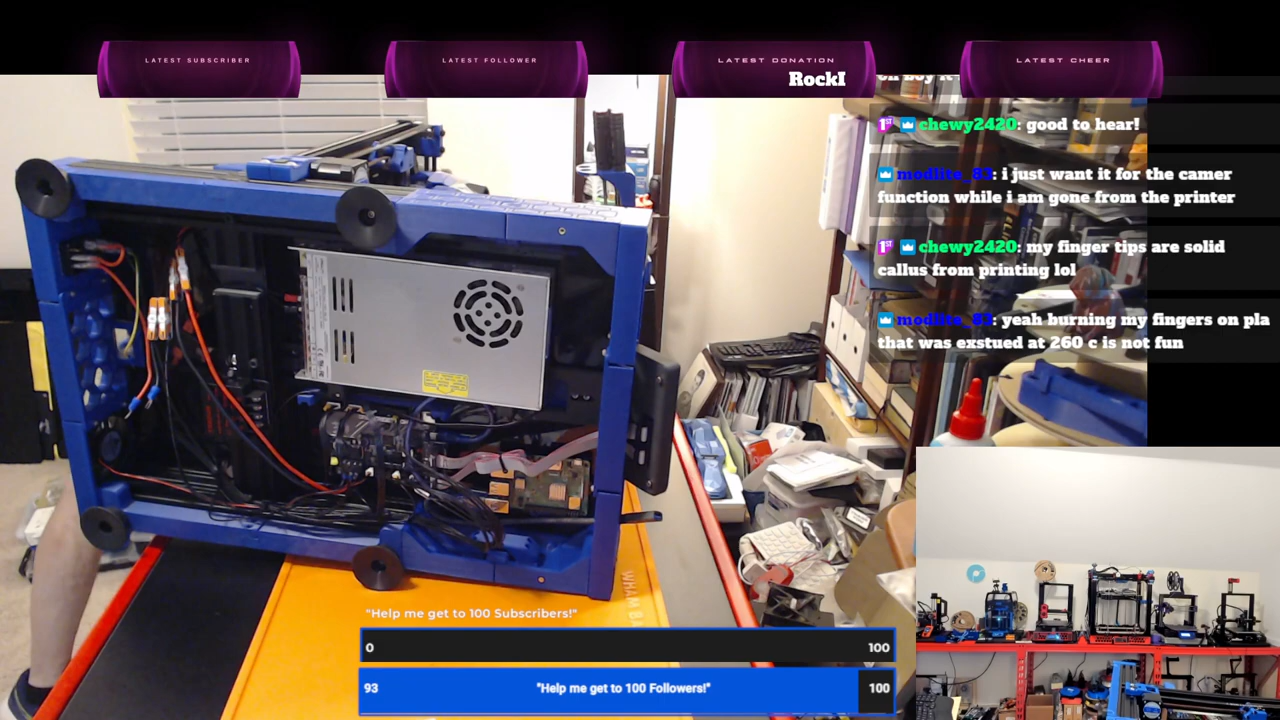 LATEST SUBSCRIBER
LATEST FOLLOWER
LATEST DONATION
RockI
LATEST CHEER
chewy2420: good to hear!
modlite_83: i just want it for the camer
function while i am gone from the printer
chewy2420: my finger tips are solid
callus from printing lol
modlite_83: yeah burning my fingers on pla
that was exstued at 260 c is not fun
"Help me get to 100 Subscribers!"
0
100
93
"Help me get to 100 Followers!"
100